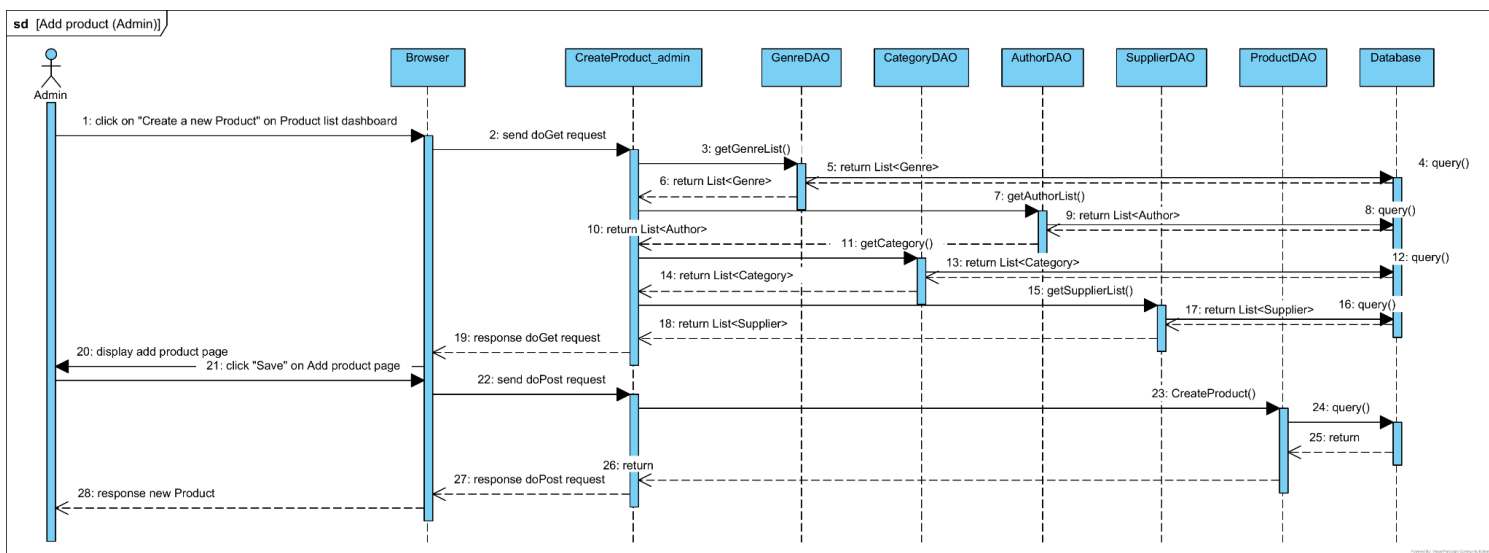 sd [Add product (Admin)]
Admin
Browser
CreateProduct_admin
GenreDAO
CategoryDAO
AuthorDAO
SupplierDAO
ProductDAO
Database
1: click on "Create a new Product" on Product list dashboard
2: send doGet request
3: getGenreList()
4: query()
5: return List<Genre>
6: return List<Genre>
7: getAuthorList()
8: query()
9: return List<Author>
10: return List<Author>
11: getCategory()
12: query()
13: return List<Category>
14: return List<Category>
15: getSupplierList()
16: query()
17: return List<Supplier>
18: return List<Supplier>
19: response doGet request
20: display add product page
21: click "Save" on Add product page
22: send doPost request
23: CreateProduct()
24: query()
25: return
26: return
27: response doPost request
28: response new Product